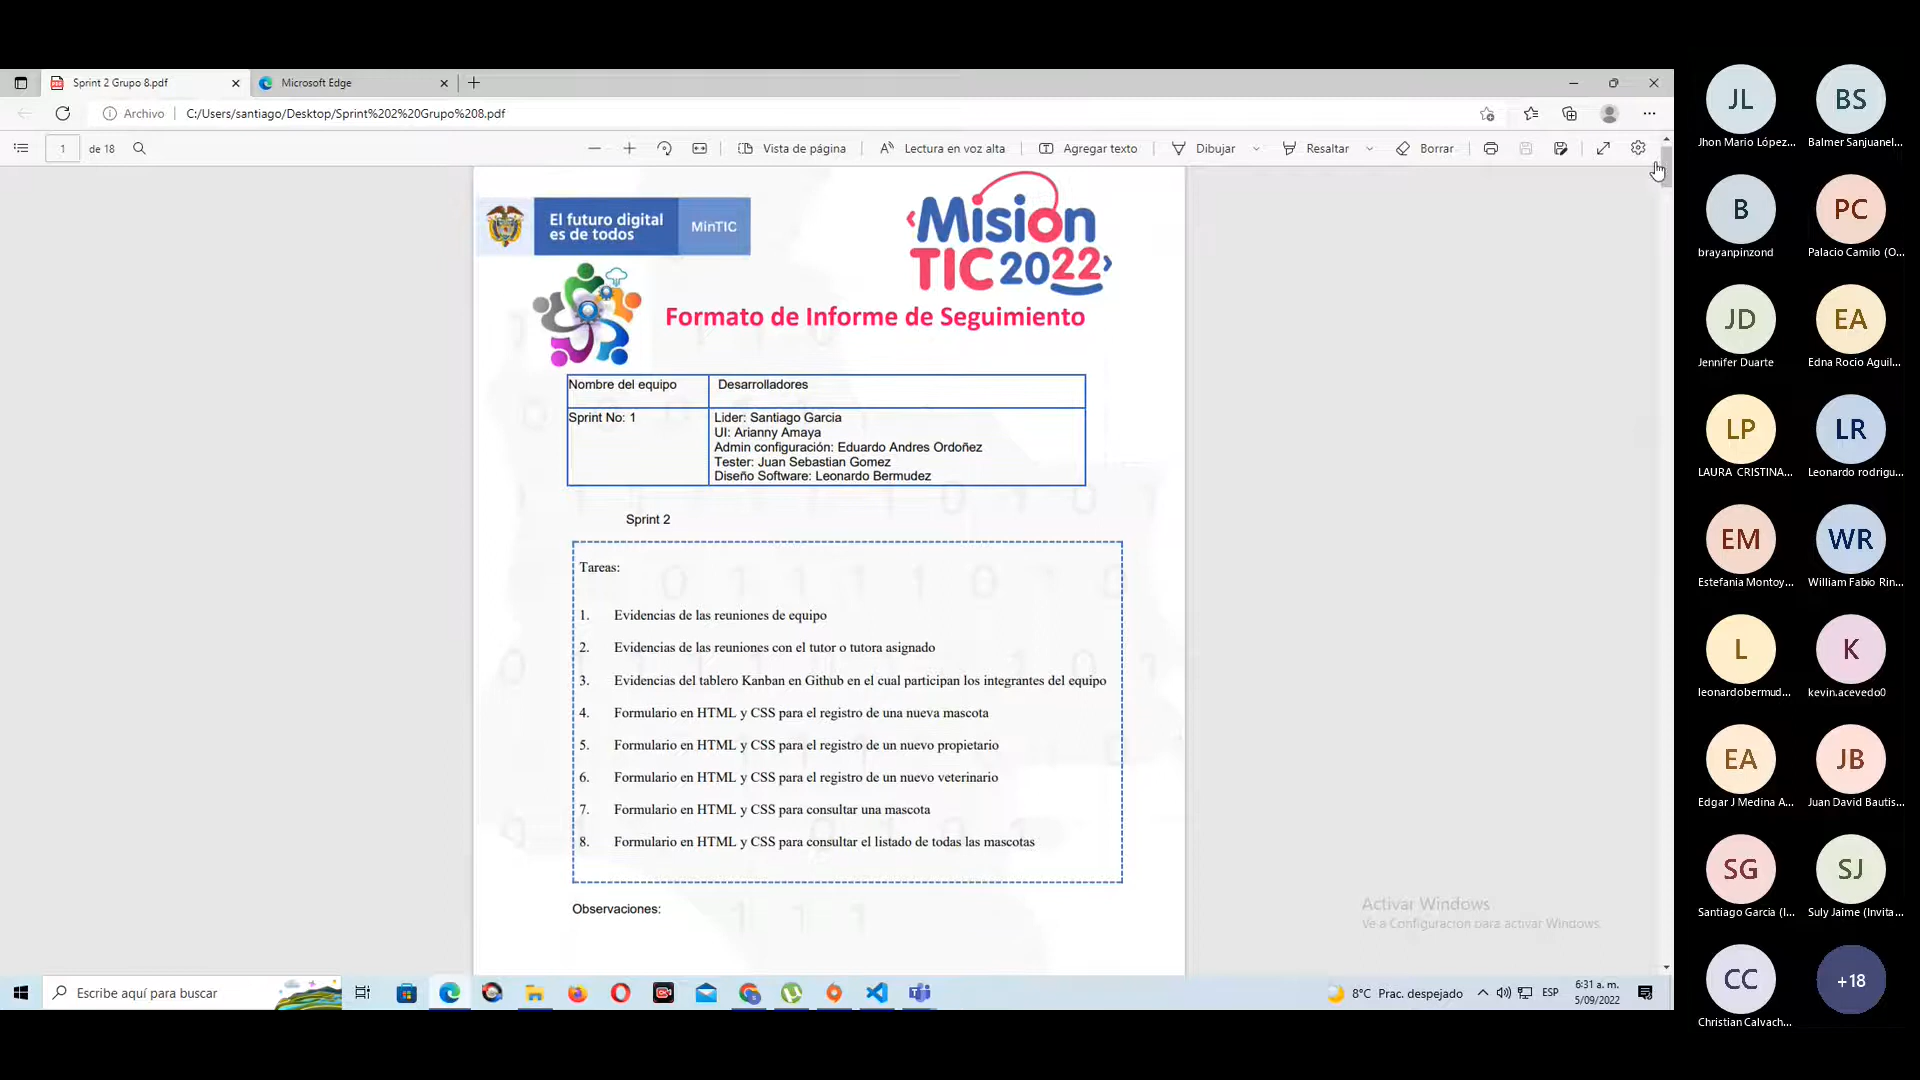 Sprint 2 Grupo 8.pdf
Microsoft Edge
Archivo
C:/Users/santiago/Desktop/Sprint%202%20Grupo%208.pdf
1 de 18
Vista de página
Lectura en voz alta
Agregar texto
Dibujar
Resaltar
Borrar
El futuro digital
es de todos
MinTIC
Misión
TIC 2022
Formato de Informe de Seguimiento
Nombre del equipo
Desarrolladores
Sprint No: 1
Lider: Santiago Garcia
UI: Arianny Amaya
Admin configuración: Eduardo Andres Ordoñez
Tester: Juan Sebastian Gomez
Diseño Software: Leonardo Bermudez
Sprint 2
Tareas:
1. Evidencias de las reuniones de equipo
2. Evidencias de las reuniones con el tutor o tutora asignado
3. Evidencias del tablero Kanban en Github en el cual participan los integrantes del equipo
4. Formulario en HTML y CSS para el registro de una nueva mascota
5. Formulario en HTML y CSS para el registro de un nuevo propietario
6. Formulario en HTML y CSS para el registro de un nuevo veterinario
7. Formulario en HTML y CSS para consultar una mascota
8. Formulario en HTML y CSS para consultar el listado de todas las mascotas
Observaciones:
Activar Windows
Ve a Configuración para activar Windows.
Escribe aquí para buscar
8°C Prac. despejado
ESP
6:31 a. m.
5/09/2022
JL
Jhon Mario López...
BS
Balmer Sanjuanel...
B
brayanpinzond
PC
Palacio Camilo (O...
JD
Jennifer Duarte
EA
Edna Rocio Aguil...
LP
LAURA CRISTINA...
LR
Leonardo rodrigu...
EM
Estefania Montoy...
WR
William Fabio Rin...
L
leonardobermud...
K
kevin.acevedo0
EA
Edgar J Medina A...
JB
Juan David Bautis...
SG
Santiago Garcia (I...
SJ
Suly Jaime (Invita...
CC
Christian Calvach...
+18